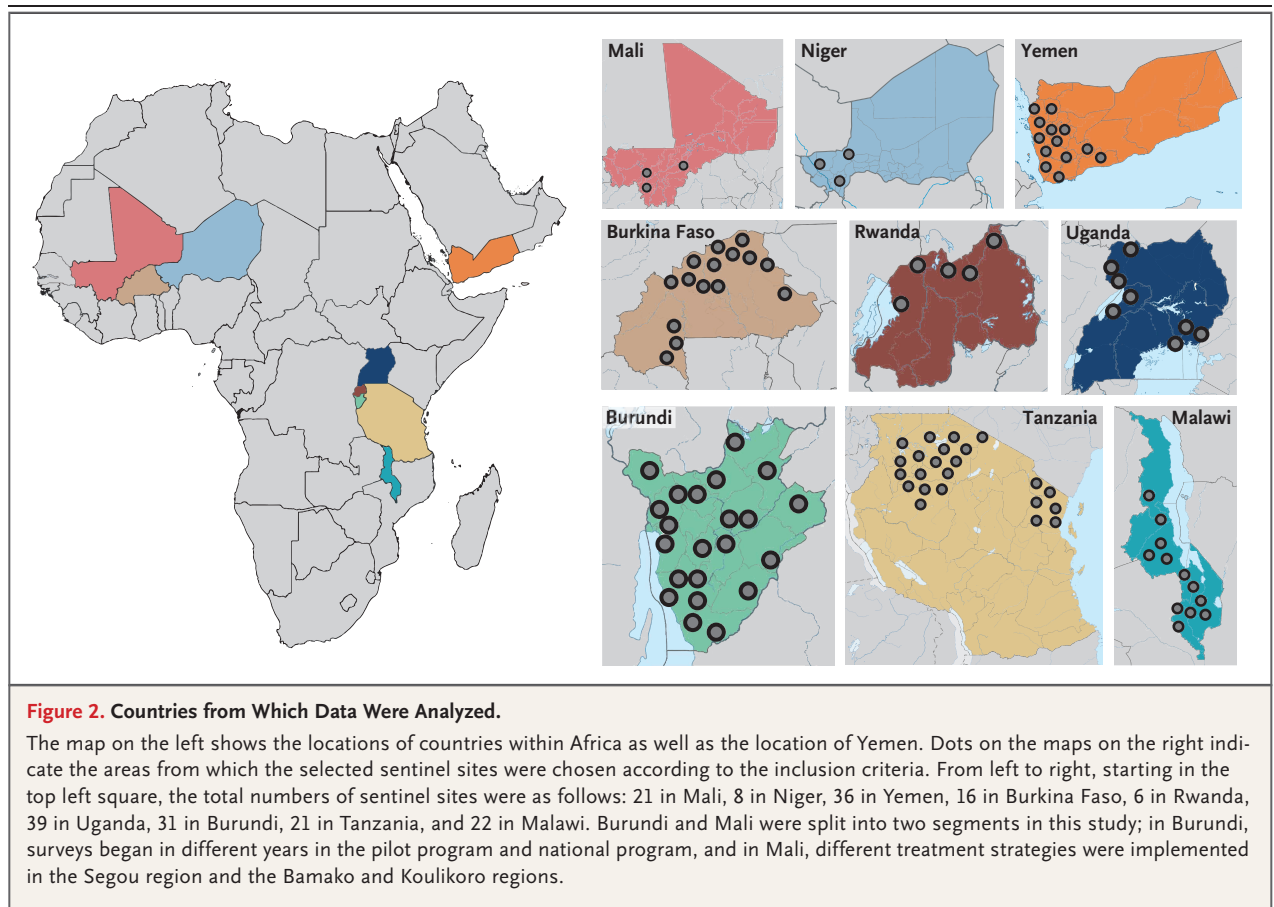 Mali
Niger
Yemen
Burkina Faso
Rwanda
Uganda
Burundi
Tanzania
Malawi
Figure 2. Countries from Which Data Were Analyzed.
The map on the left shows the locations of countries within Africa as well as the location of Yemen. Dots on the maps on the right indi-
cate the areas from which the selected sentinel sites were chosen according to the inclusion criteria. From left to right, starting in the
top left square, the total numbers of sentinel sites were as follows: 21 in Mali, 8 in Niger, 36 in Yemen, 16 in Burkina Faso, 6 in Rwanda,
39 in Uganda, 31 in Burundi, 21 in Tanzania, and 22 in Malawi. Burundi and Mali were split into two segments in this study; in Burundi,
surveys began in different years in the pilot program and national program, and in Mali, different treatment strategies were implemented
in the Segou region and the Bamako and Koulikoro regions.